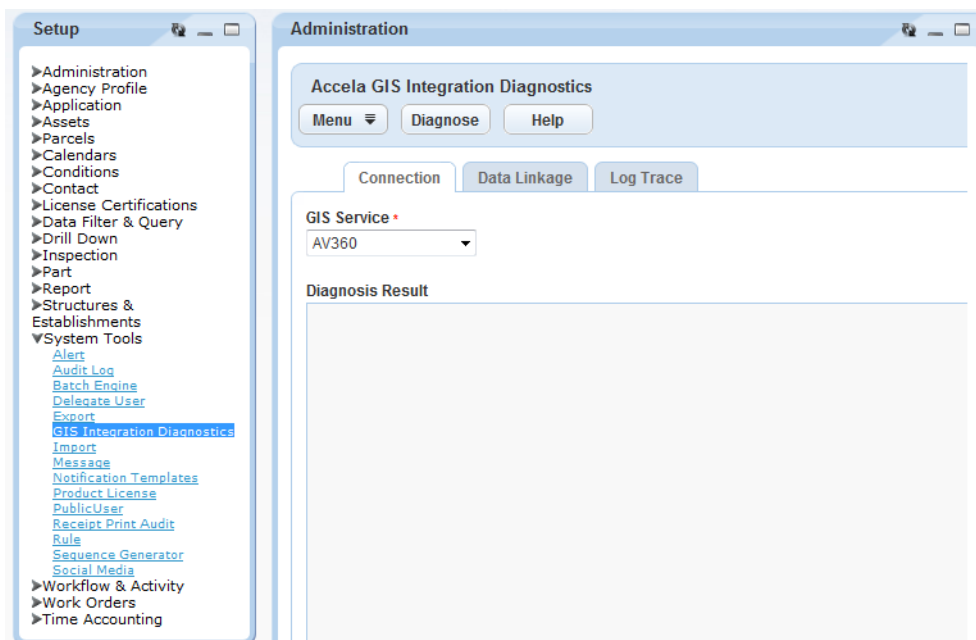 Setup
Administration
Agency Profile
Application
Assets
Parcels
Calendars
Conditions
Contact
License Certifications
Data Filter & Query
Drill Down
Inspection
Part
Report
Structures &
Establishments
System Tools
Alert
Audit Log
Batch Engine
Delegate User
Export
GIS Integration Diagnostics
Import
Message
Notification Templates
Product License
PublicUser
Receipt Print Audit
Rule
Sequence Generator
Social Media
Workflow & Activity
Work Orders
Time Accounting
Administration
Accela GIS Integration Diagnostics
Menu Diagnose Help
Connection Data Linkage Log Trace
GIS Service *
AV360
Diagnosis Result